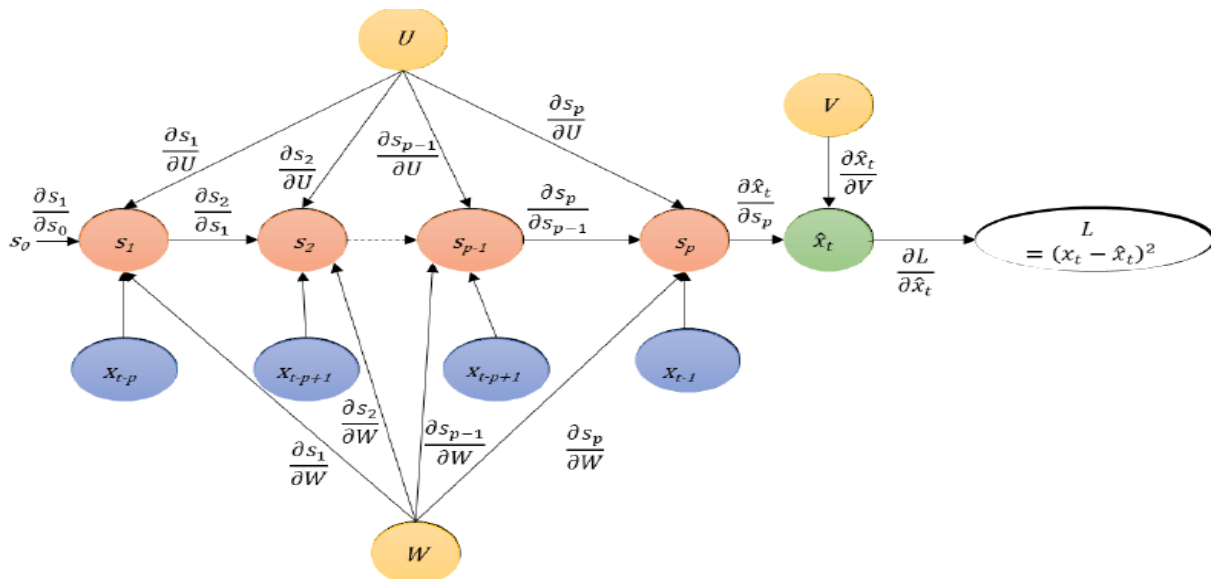 U
V
∂s_p/∂U
∂s_1/∂U
∂s_2/∂U
∂s_{p-1}/∂U
∂x̂_t/∂V
∂s_1/∂s_0
∂s_2/∂s_1
∂s_p/∂s_{p-1}
∂x̂_t/∂s_p
s_0
s_1
s_2
s_{p-1}
s_p
x̂_t
L
= (x_t − x̂_t)^2
∂L/∂x̂_t
x_{t-p}
x_{t-p+1}
x_{t-p+1}
x_{t-1}
∂s_1/∂W
∂s_2/∂W
∂s_{p-1}/∂W
∂s_p/∂W
W